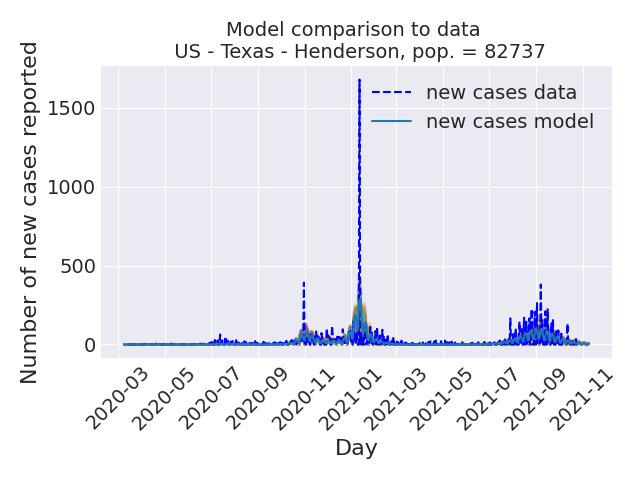 Model comparison to data
US - Texas - Henderson, pop. = 82737
Number of new cases reported
1500
1000
500
0
new cases data
new cases model
2020-03
2020-05
2020-07
2020-09
2020-11
2021-01
2021-03
2021-05
2021-07
2021-09
2021-11
Day